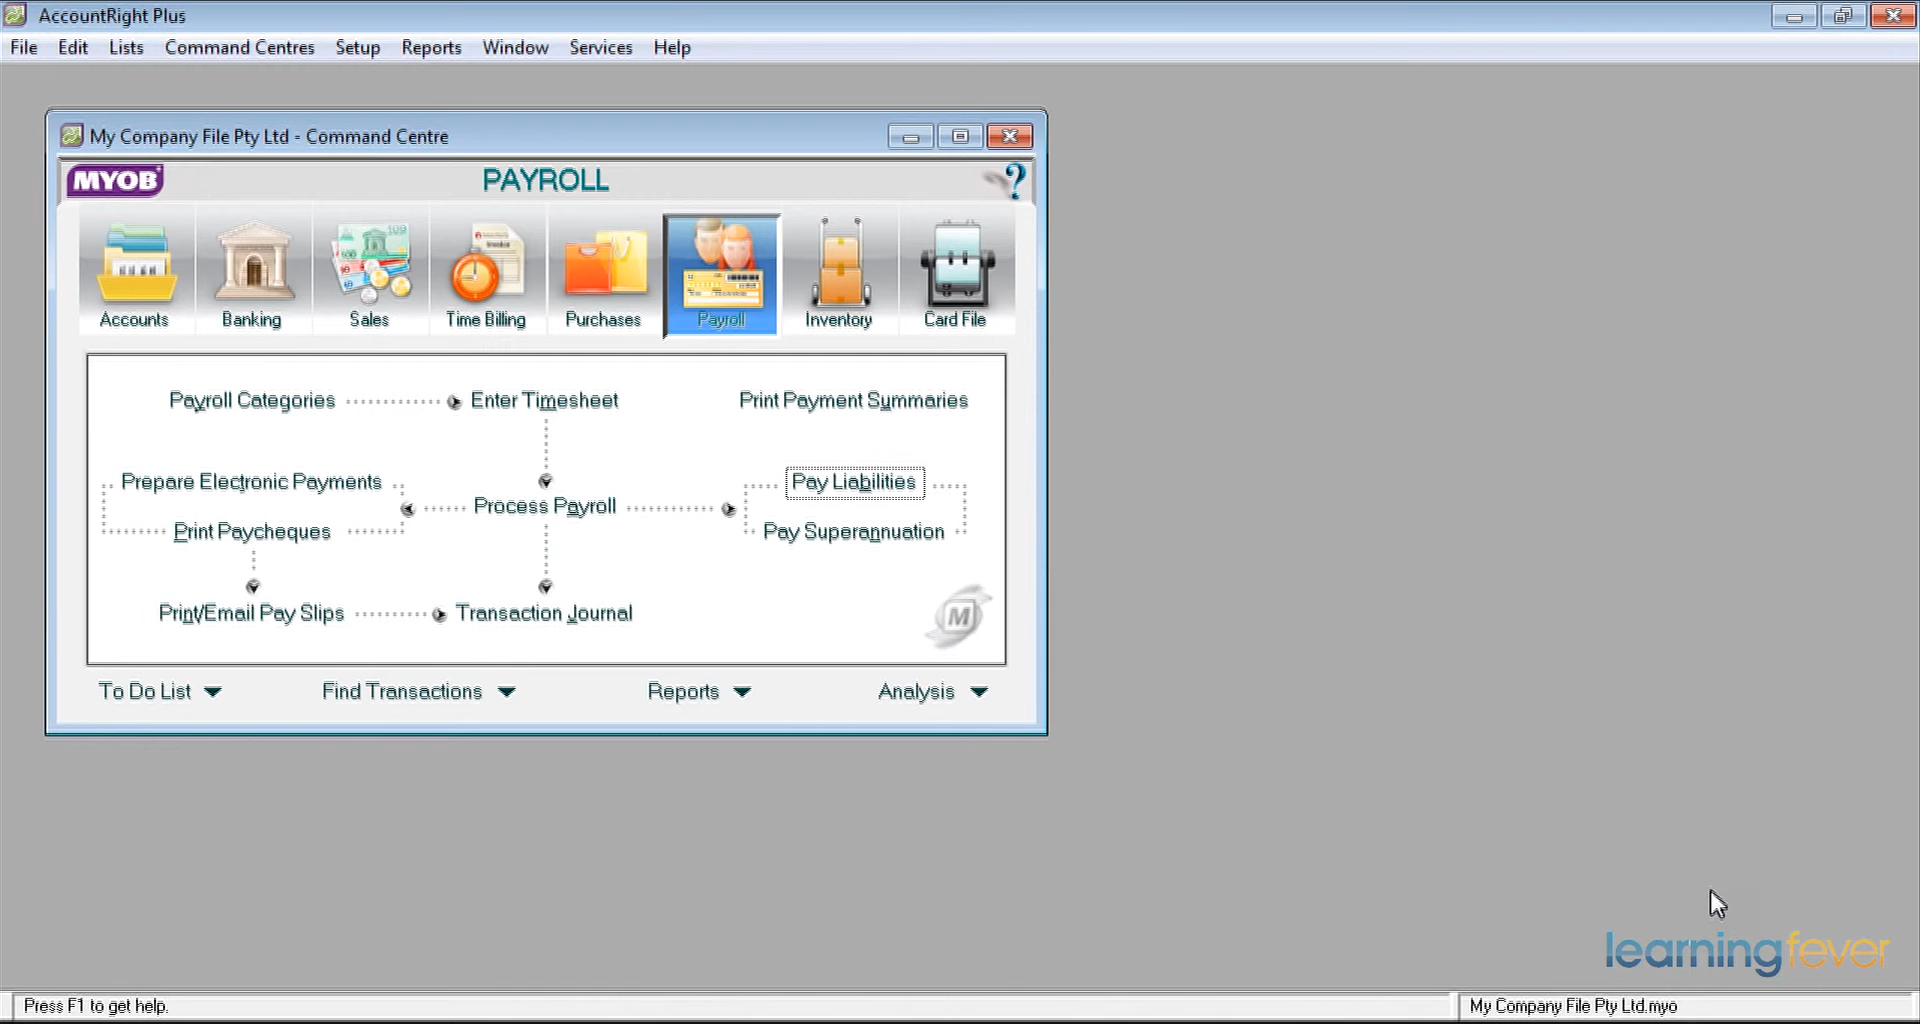 AccountRight Plus
File Edit Lists Command Centres Setup Reports Window Services Help
My Company File Pty Ltd - Command Centre
MYOB
PAYROLL
?
Accounts Banking Sales Time Billing Purchases Payroll Inventory Card File
Payroll Categories Enter Timesheet Print Payment Summaries
Prepare Electronic Payments Pay Liabilities
Process Payroll
Print Paycheques Pay Superannuation
Print/Email Pay Slips Transaction Journal
M
To Do List Find Transactions Reports Analysis
learningfever
Press F1 to get help. My Company File Pty Ltd.myo